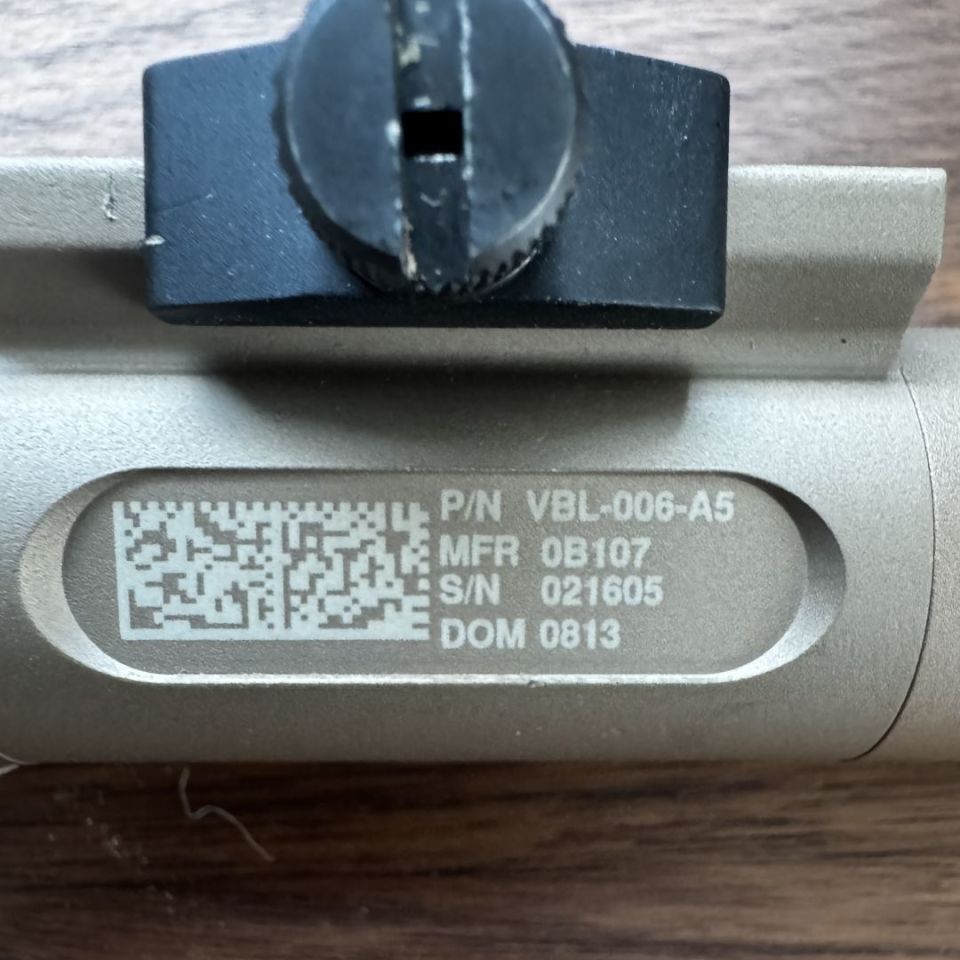 P/N VBL-006-A5
MFR 0B107
S/N 021605
DOM 0813